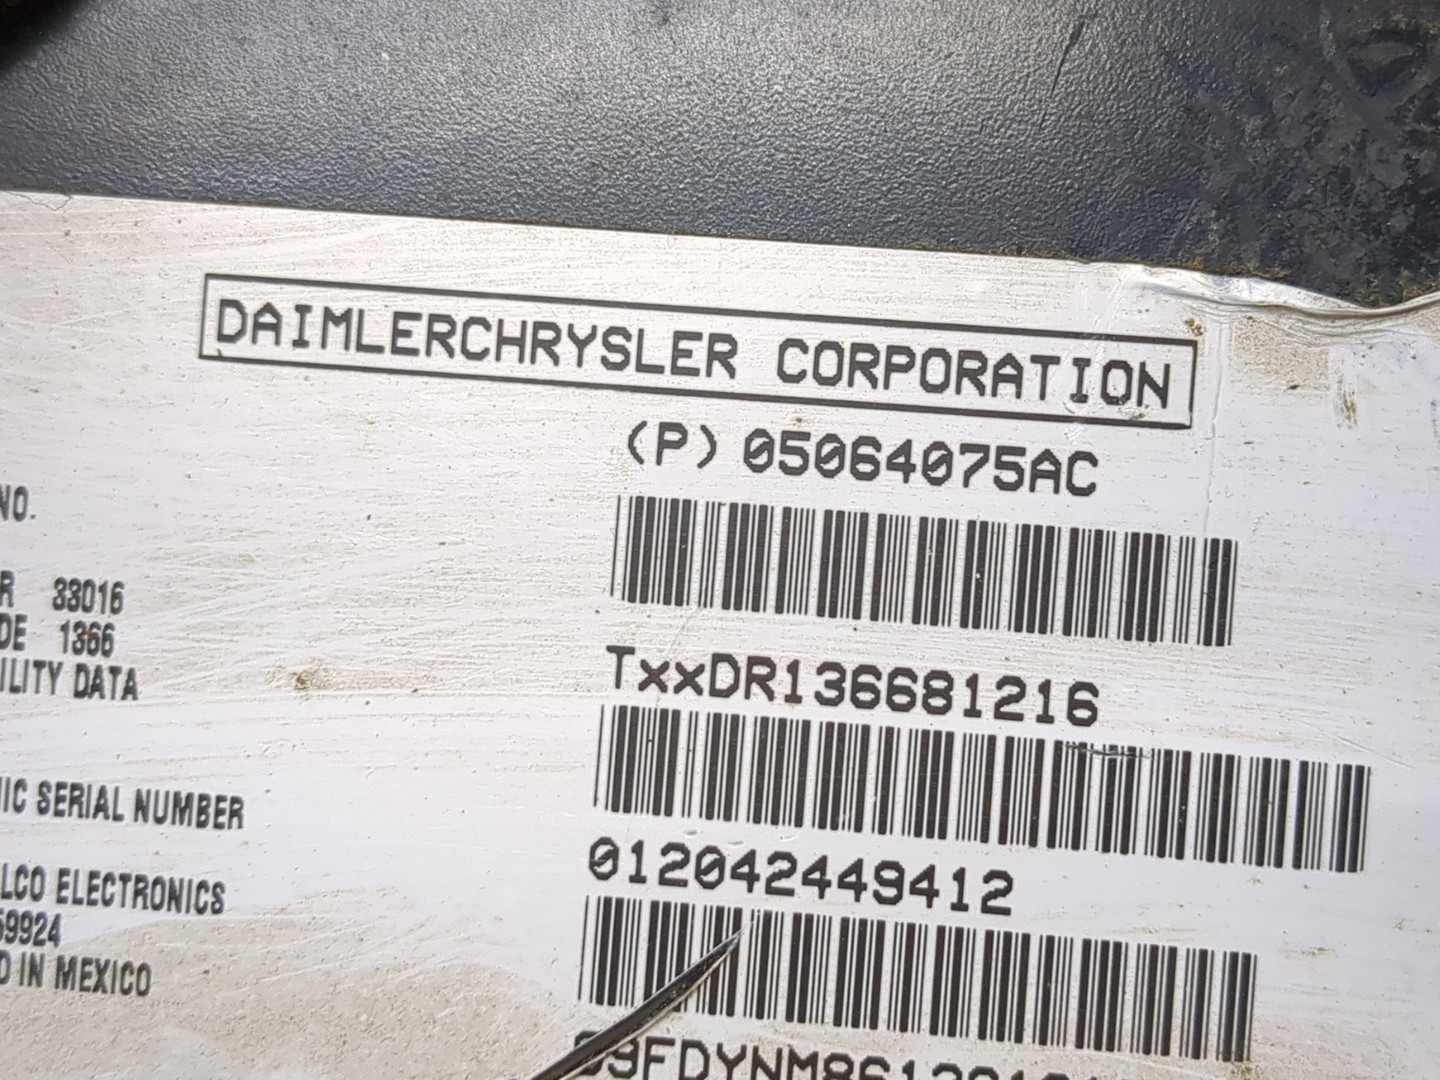 DAIMLERCHRYSLER CORPORATION
(P) 05064075AC
NO.
R 33016
DE 1366
ILITY DATA
TxxDR136681216
IC SERIAL NUMBER
012042449412
LCO ELECTRONICS
59924
D IN MEXICO